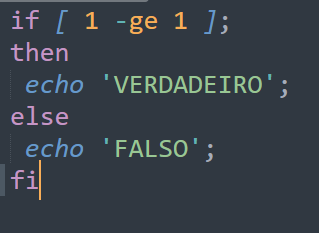 if [ 1 -ge 1 ];
then
 echo 'VERDADEIRO';
else
 echo 'FALSO';
fi